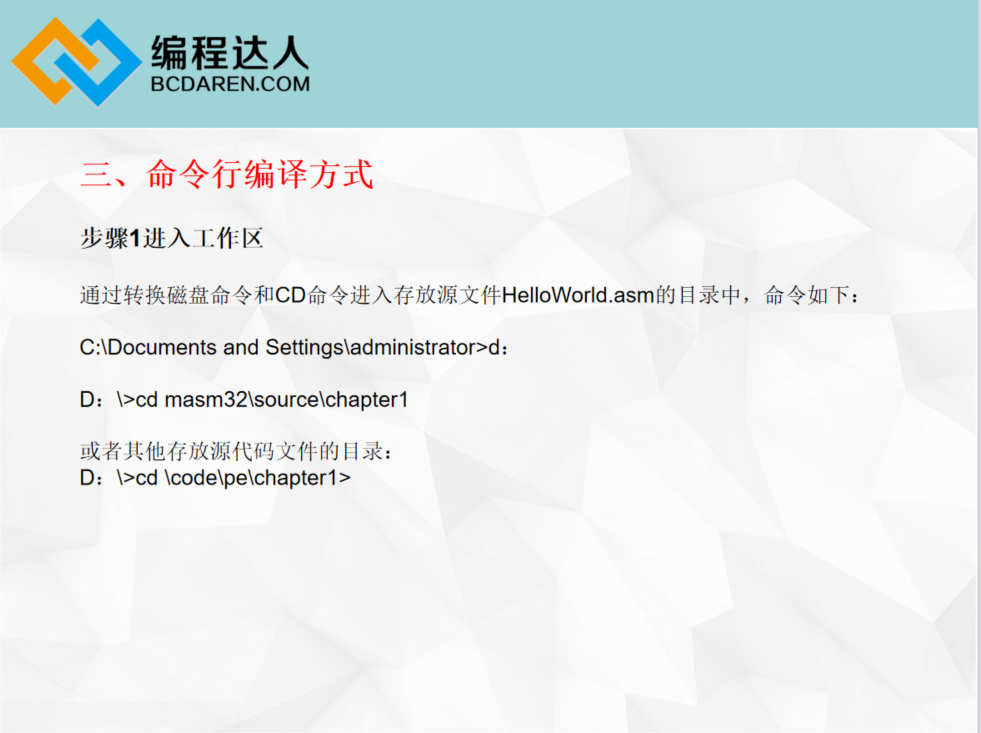 编程达人
BCDAREN.COM
三、命令行编译方式
步骤1进入工作区
通过转换磁盘命令和CD命令进入存放源文件HelloWorld.asm的目录中，命令如下：
C:\Documents and Settings\administrator>d：
D：\>cd masm32\source\chapter1
或者其他存放源代码文件的目录：
D：\>cd \code\pe\chapter1>